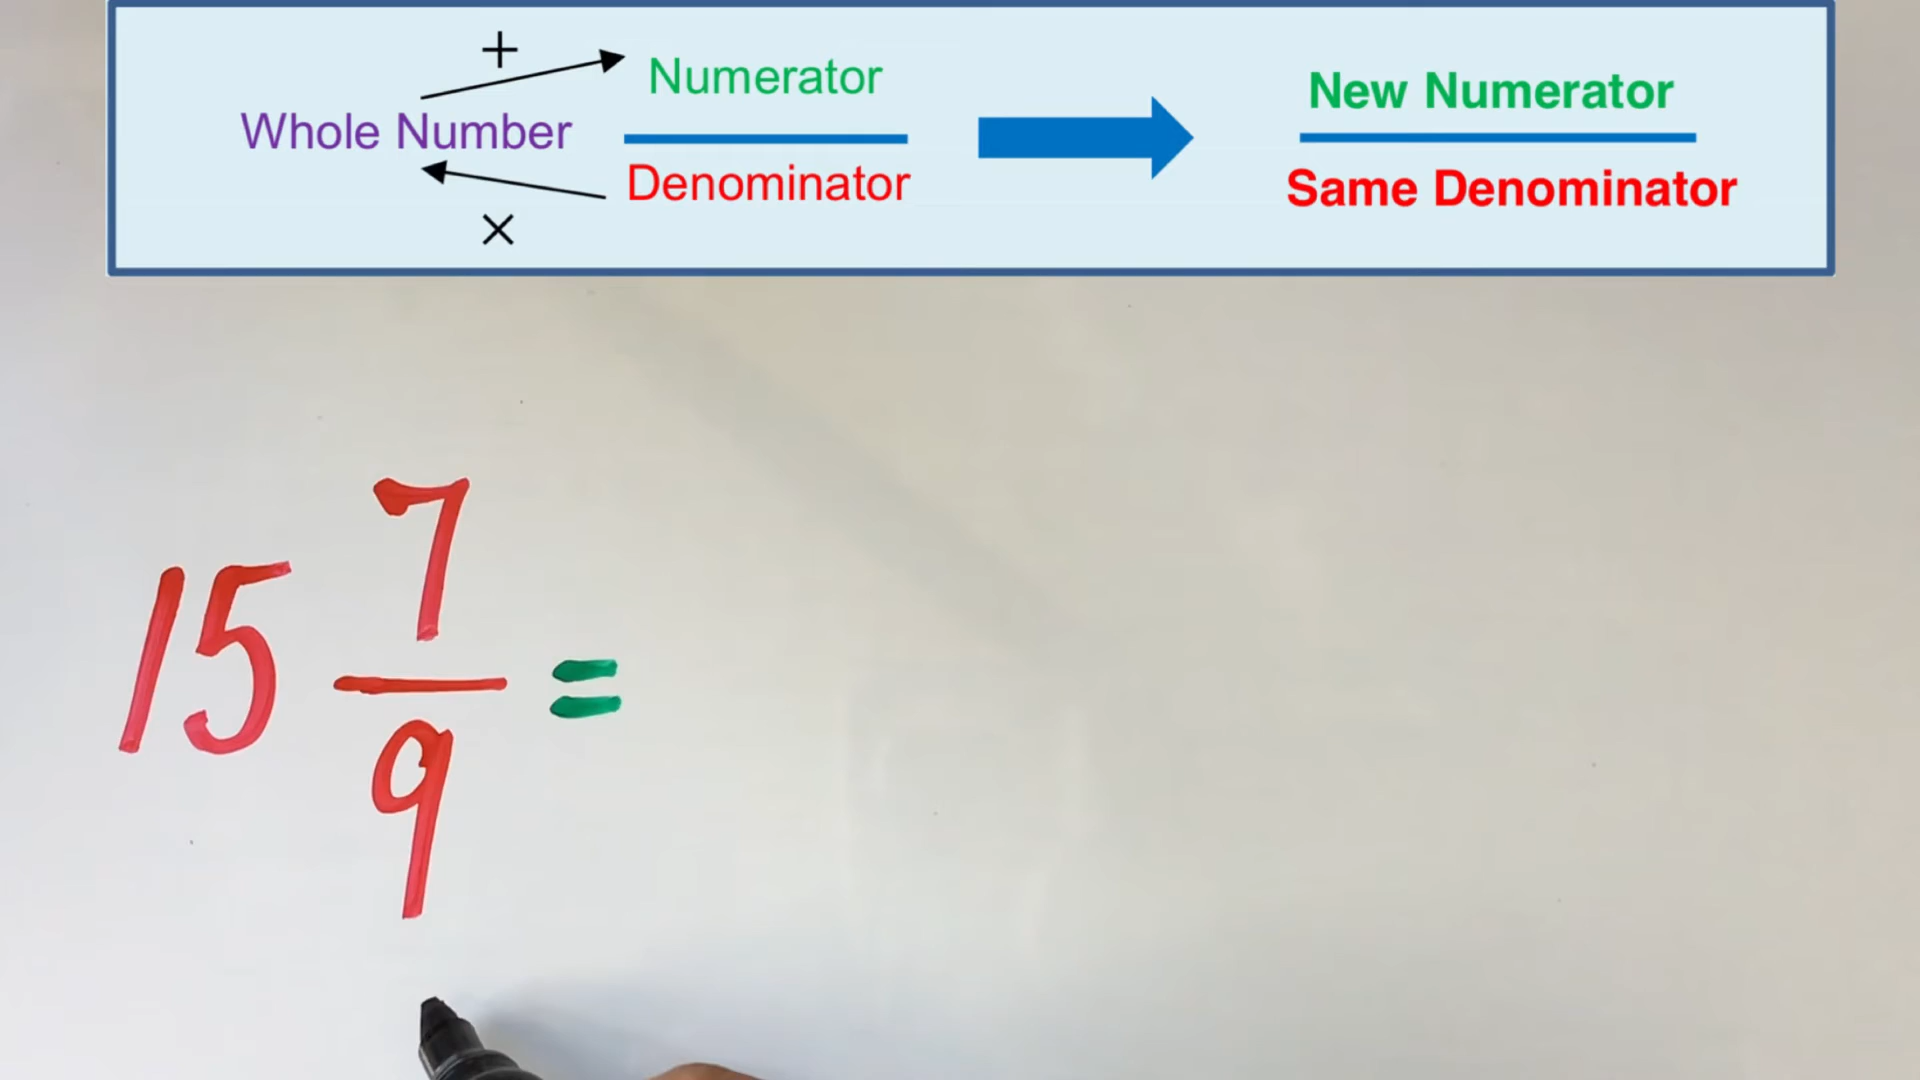 +
Numerator
Whole Number
Denominator
×
New Numerator
Same Denominator
15 7/9 =